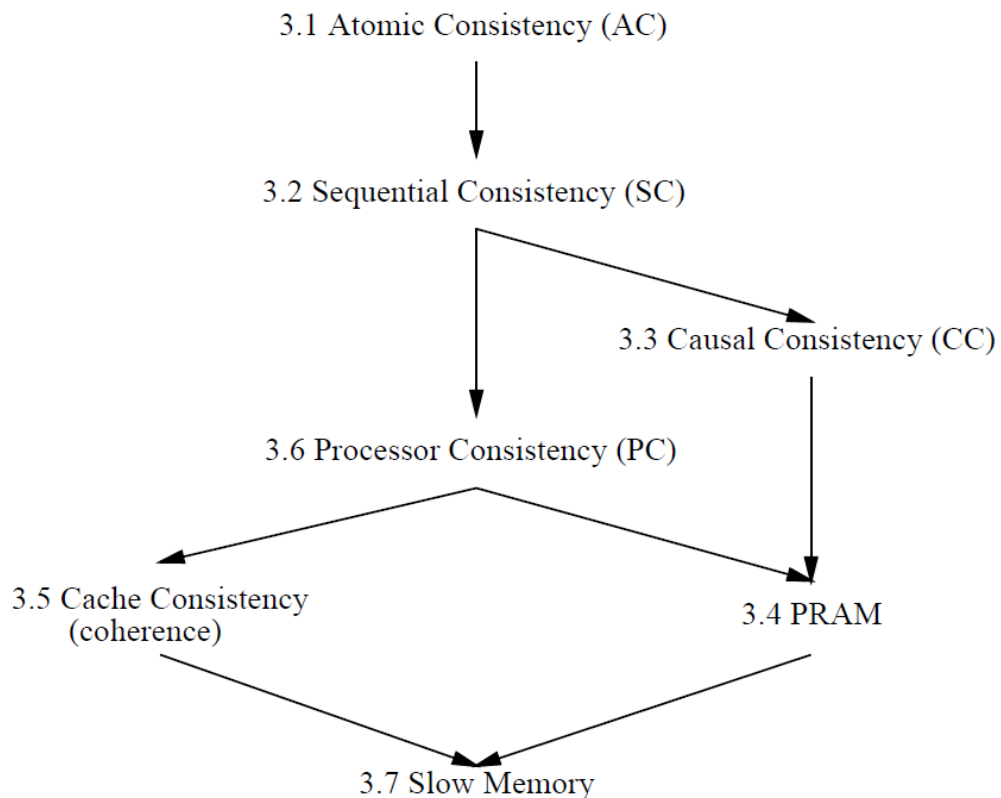 3.1 Atomic Consistency (AC)
3.2 Sequential Consistency (SC)
3.3 Causal Consistency (CC)
3.6 Processor Consistency (PC)
3.5 Cache Consistency
(coherence)
3.4 PRAM
3.7 Slow Memory